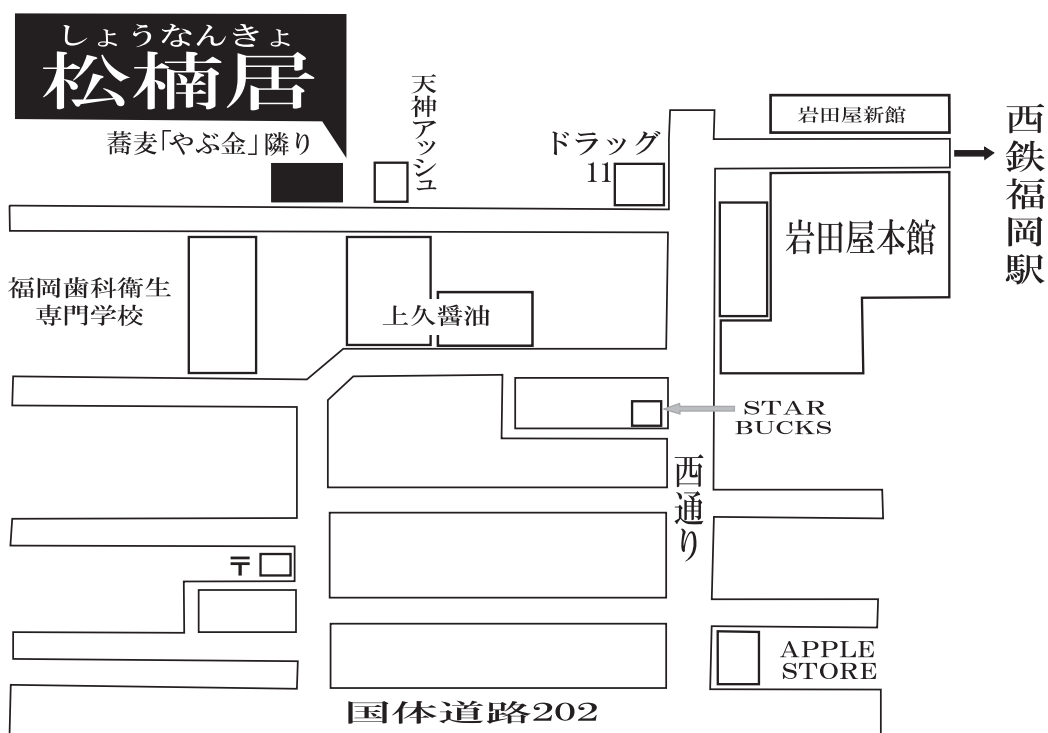 しょうなんきょ
松楠居
蕎麦「やぶ金」隣り
天神アッシュ
ドラッグ
11
岩田屋新館
西鉄福岡駅
岩田屋本館
福岡歯科衛生
専門学校
上久醤油
STAR
BUCKS
西通り
〒
APPLE
STORE
国体道路202